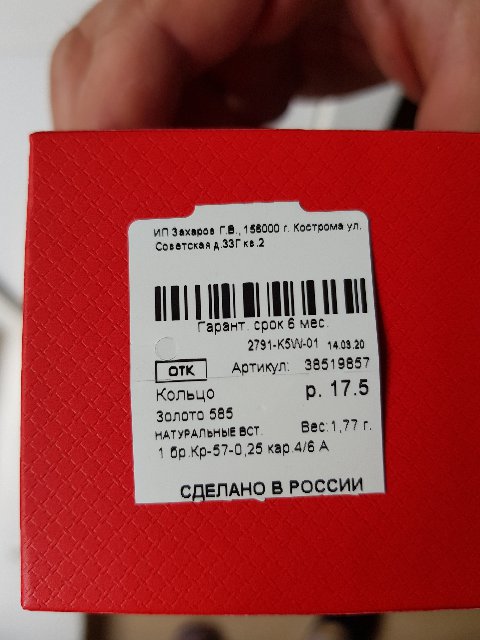 ИП Захаров Г.В., 156000 г. Кострома ул.
Советская д.33Г кв.2
Гарант. срок 6 мес.
2791-K5W-01 14.03.20
ОТК Артикул: 38519857
Кольцо р. 17.5
Золото 585
НАТУРАЛЬНЫЕ ВСТ. Вес:1,77 г.
1 бр.Кр-57-0,25 кар.4/6 А
СДЕЛАНО В РОССИИ